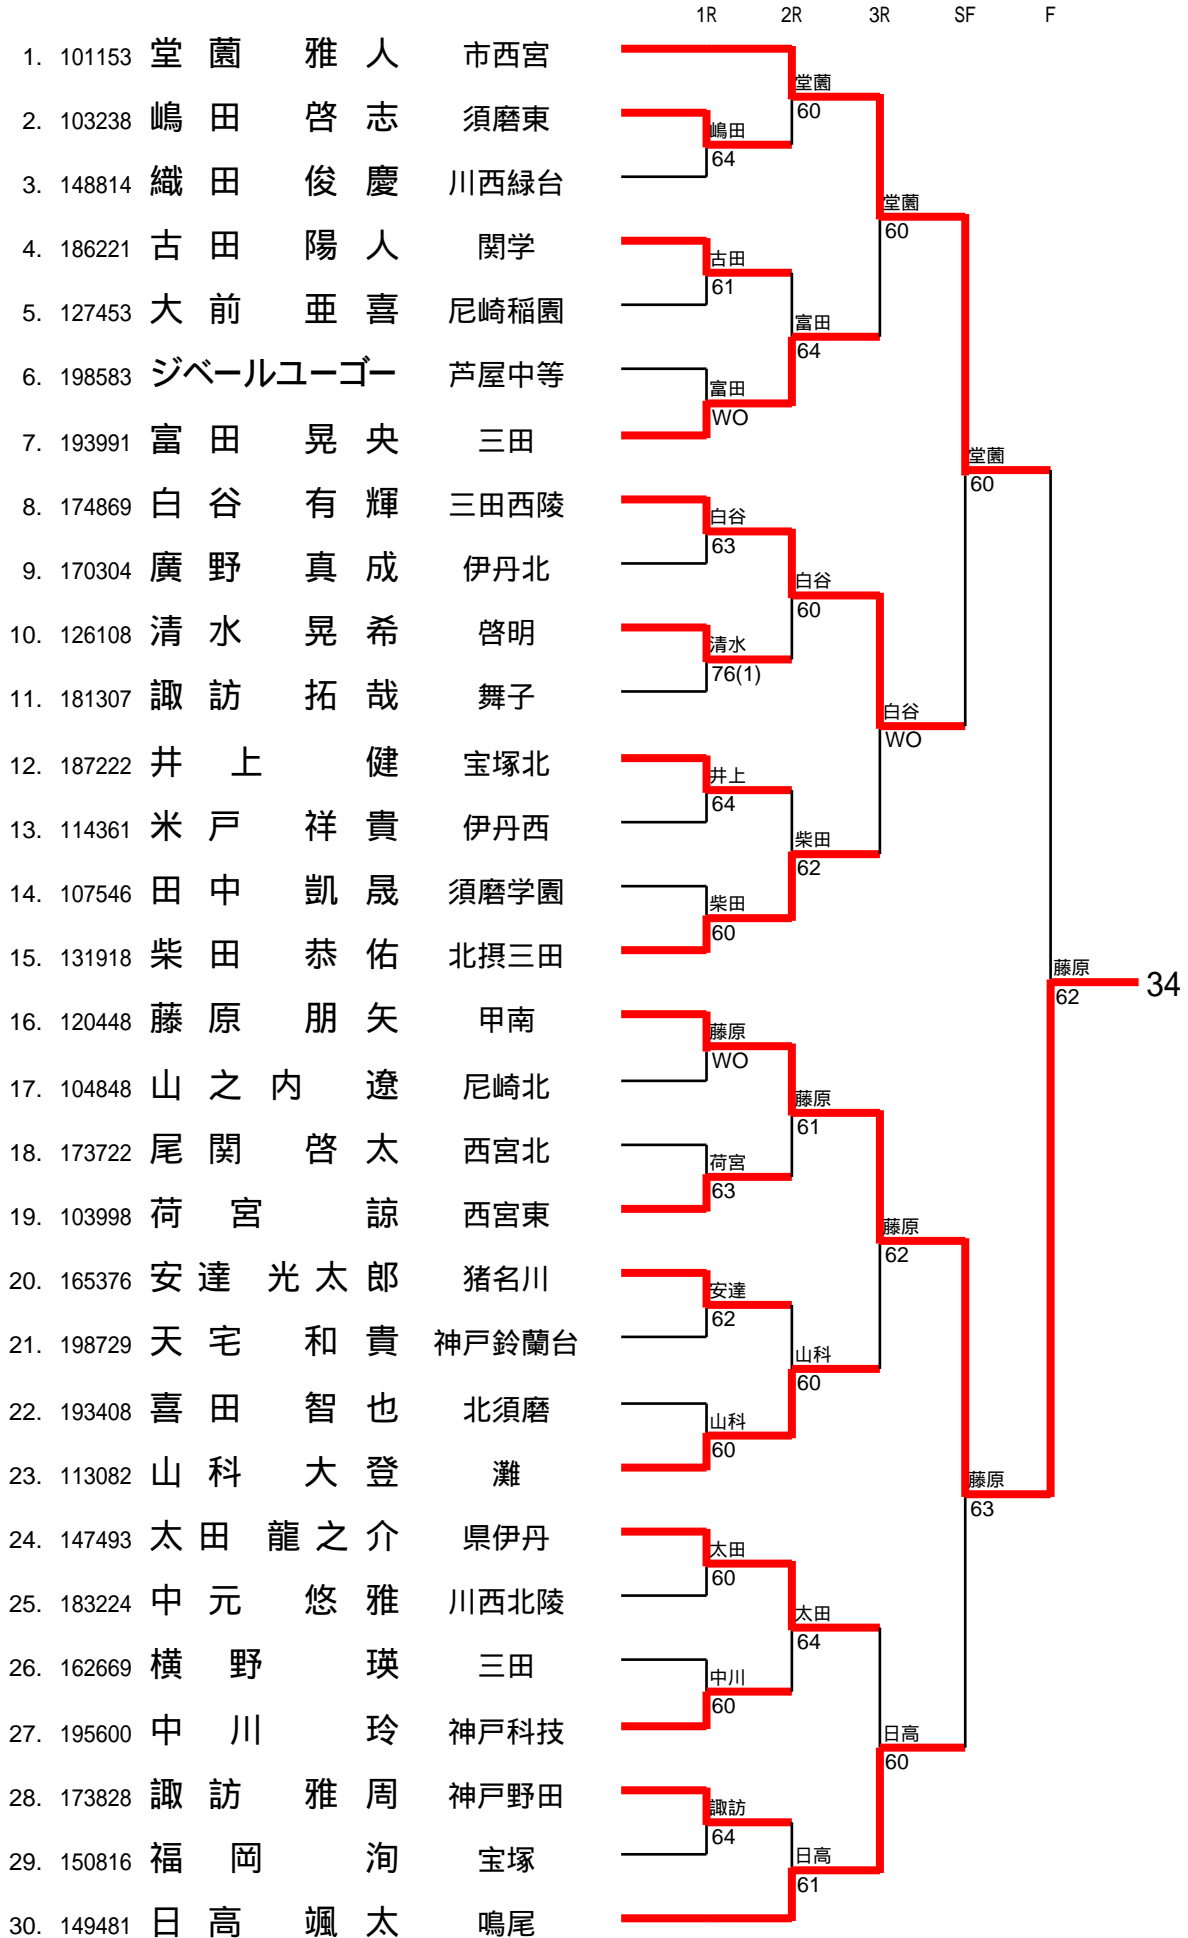 1R 2R 3R SF F
1. 101153 堂薗 雅人 市西宮
堂薗
60
2. 103238 嶋田 啓志 須磨東
嶋田
64
3. 148814 織田 俊慶 川西緑台
堂薗
60
4. 186221 古田 陽人 関学
古田
61
5. 127453 大前 亜喜 尼崎稲園
富田
64
6. 198583 ジベールユーゴー 芦屋中等
富田
WO
7. 193991 富田 晃央 三田
堂薗
60
8. 174869 白谷 有輝 三田西陵
白谷
63
9. 170304 廣野 真成 伊丹北
白谷
60
10. 126108 清水 晃希 啓明
清水
76(1)
11. 181307 諏訪 拓哉 舞子
白谷
WO
12. 187222 井上 健 宝塚北
井上
64
13. 114361 米戸 祥貴 伊丹西
柴田
62
14. 107546 田中 凱晟 須磨学園
柴田
60
15. 131918 柴田 恭佑 北摂三田
藤原
62
34
16. 120448 藤原 朋矢 甲南
藤原
WO
17. 104848 山之内 遼 尼崎北
藤原
61
18. 173722 尾関 啓太 西宮北
荷宮
63
19. 103998 荷宮 諒 西宮東
藤原
62
20. 165376 安達 光太郎 猪名川
安達
62
21. 198729 天宅 和貴 神戸鈴蘭台
山科
60
22. 193408 喜田 智也 北須磨
山科
60
23. 113082 山科 大登 灘
藤原
63
24. 147493 太田 龍之介 県伊丹
太田
60
25. 183224 中元 悠雅 川西北陵
太田
64
26. 162669 横野 瑛 三田
中川
60
27. 195600 中川 玲 神戸科技
日高
60
28. 173828 諏訪 雅周 神戸野田
諏訪
64
29. 150816 福岡 洵 宝塚
日高
61
30. 149481 日高 颯太 鳴尾